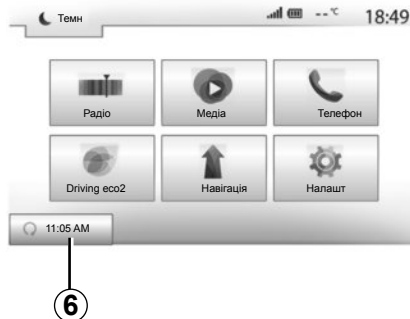 Темн
--°C
18:49
Радіо
Медіа
Телефон
Driving eco2
Навігація
Налашт
11:05 AM
6